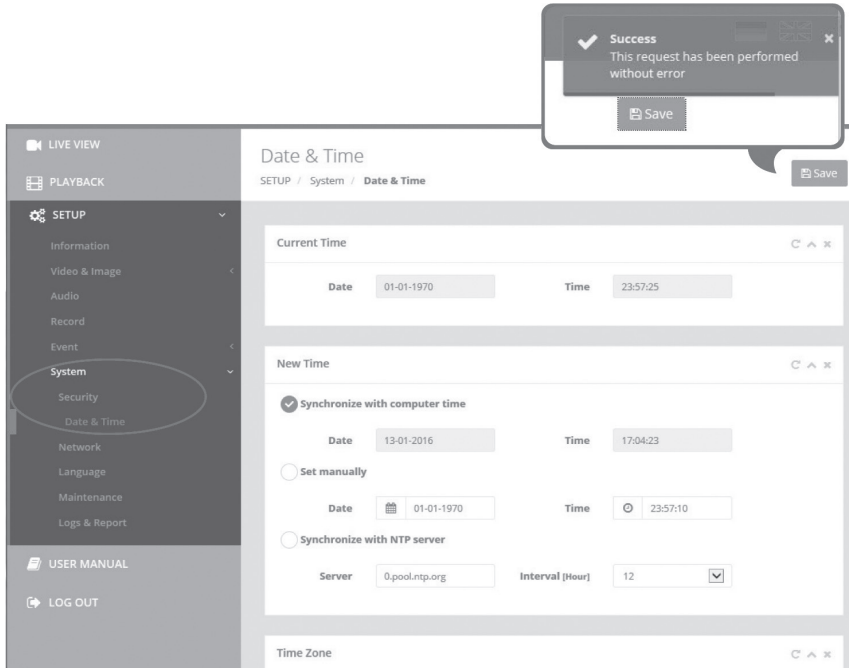 Success
This request has been performed
without error
Save
LIVE VIEW
PLAYBACK
SETUP
Information
Video & Image
Audio
Record
Event
System
Security
Date & Time
Network
Language
Maintenance
Logs & Report
USER MANUAL
LOG OUT
Date & Time
SETUP / System / Date & Time
Save
Current Time
Date 01-01-1970 Time 23:57:25
New Time
Synchronize with computer time
Date 13-01-2016 Time 17:04:23
Set manually
Date 01-01-1970 Time 23:57:10
Synchronize with NTP server
Server 0.pool.ntp.org Interval [Hour] 12
Time Zone